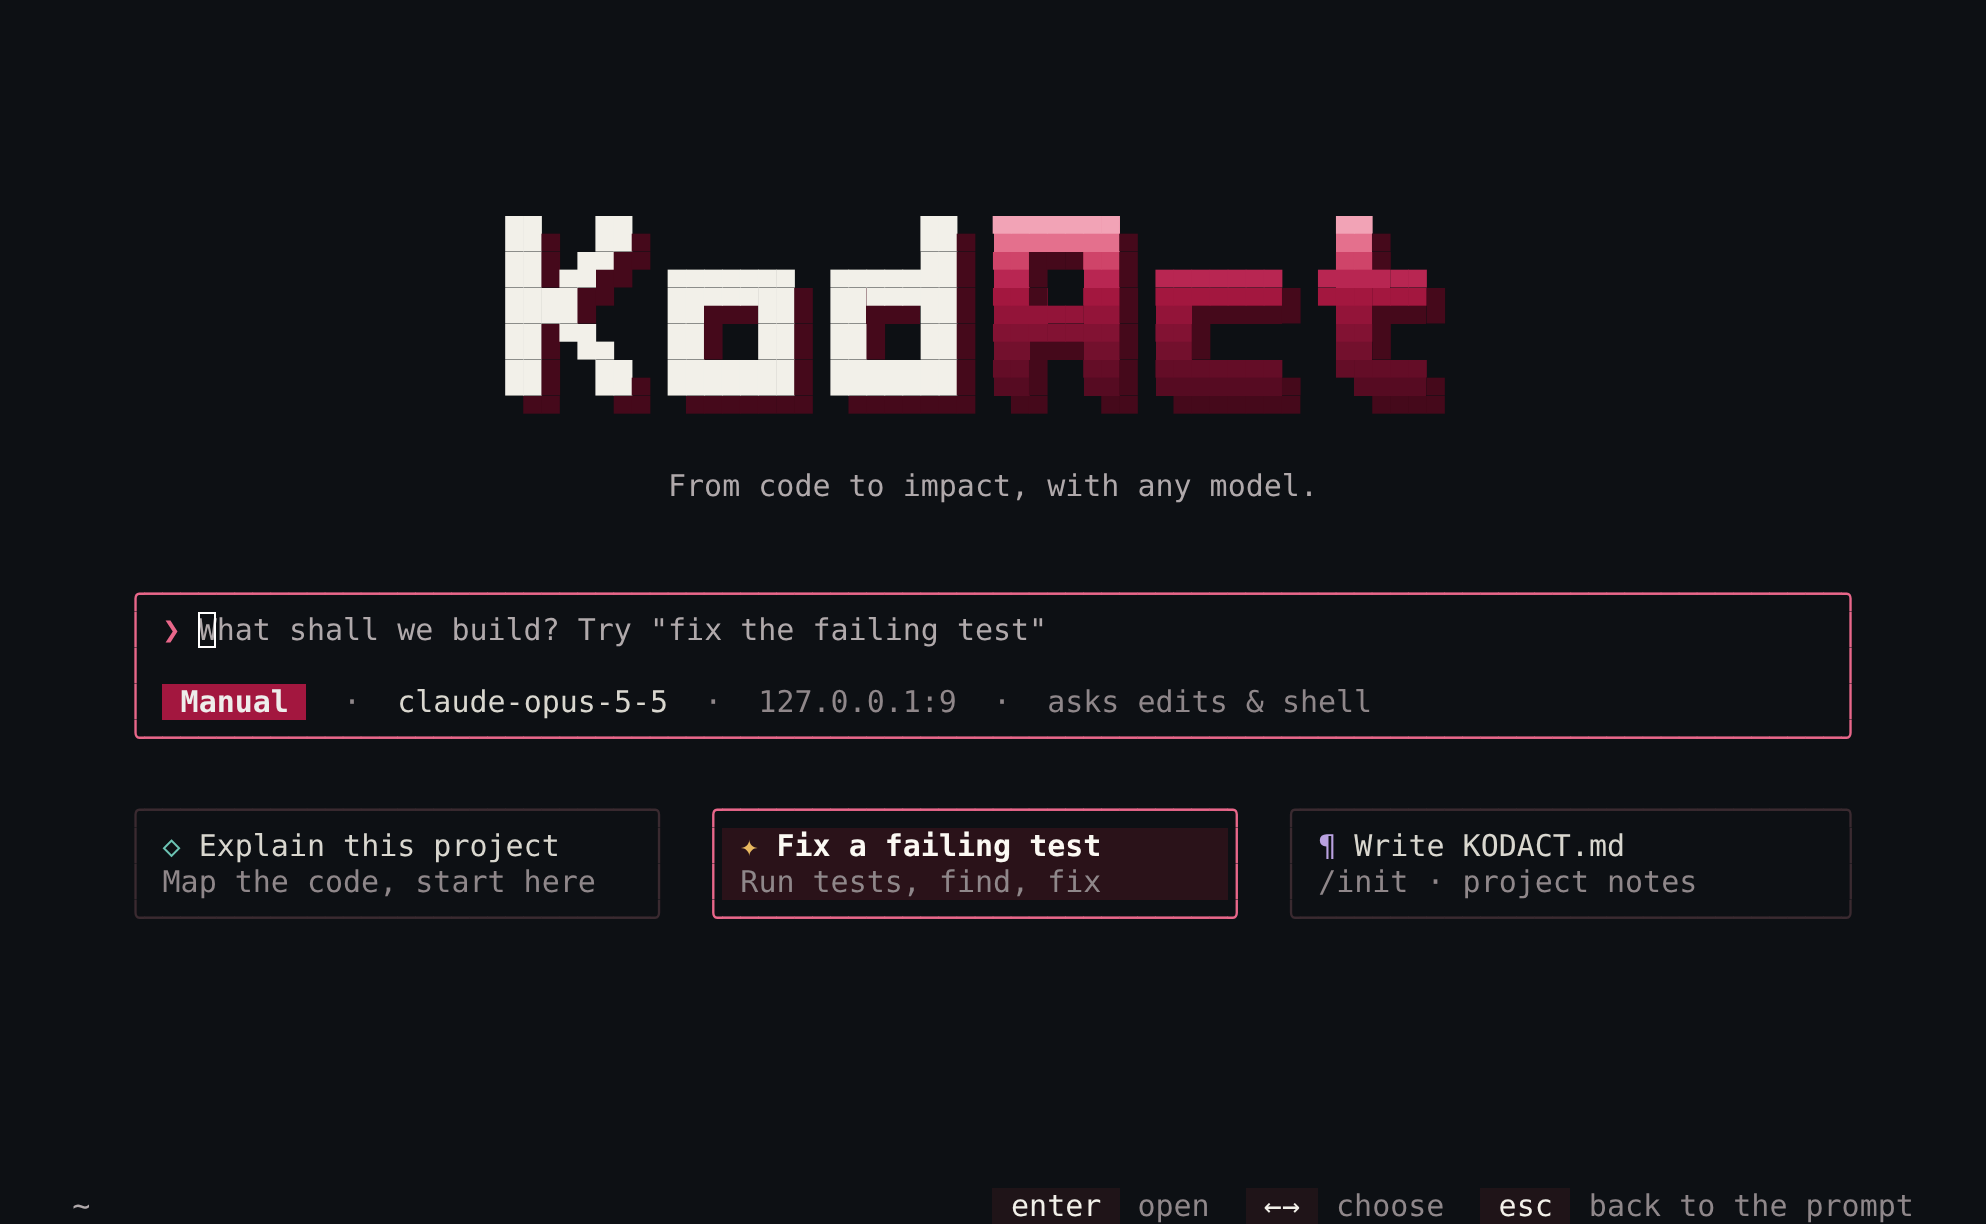 KodAct
From code to impact, with any model.
❯ What shall we build? Try "fix the failing test"
Manual · claude-opus-5-5 · 127.0.0.1:9 · asks edits & shell
◇ Explain this project
Map the code, start here
✦ Fix a failing test
Run tests, find, fix
¶ Write KODACT.md
/init · project notes
~ enter open ←→ choose esc back to the prompt